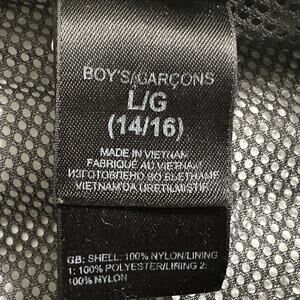 BOY'S/GARÇONS
L/G
(14/16)
MADE IN VIETNAM
FABRIQUÉ AU VIETNAM
ИЗГОТОВЛЕНО ВО ВЬЕТНАМЕ
VIETNAM'DA ÜRETILMISTIR
GB: SHELL: 100% NYLON/LINING
1: 100% POLYESTER/LINING 2:
100% NYLON